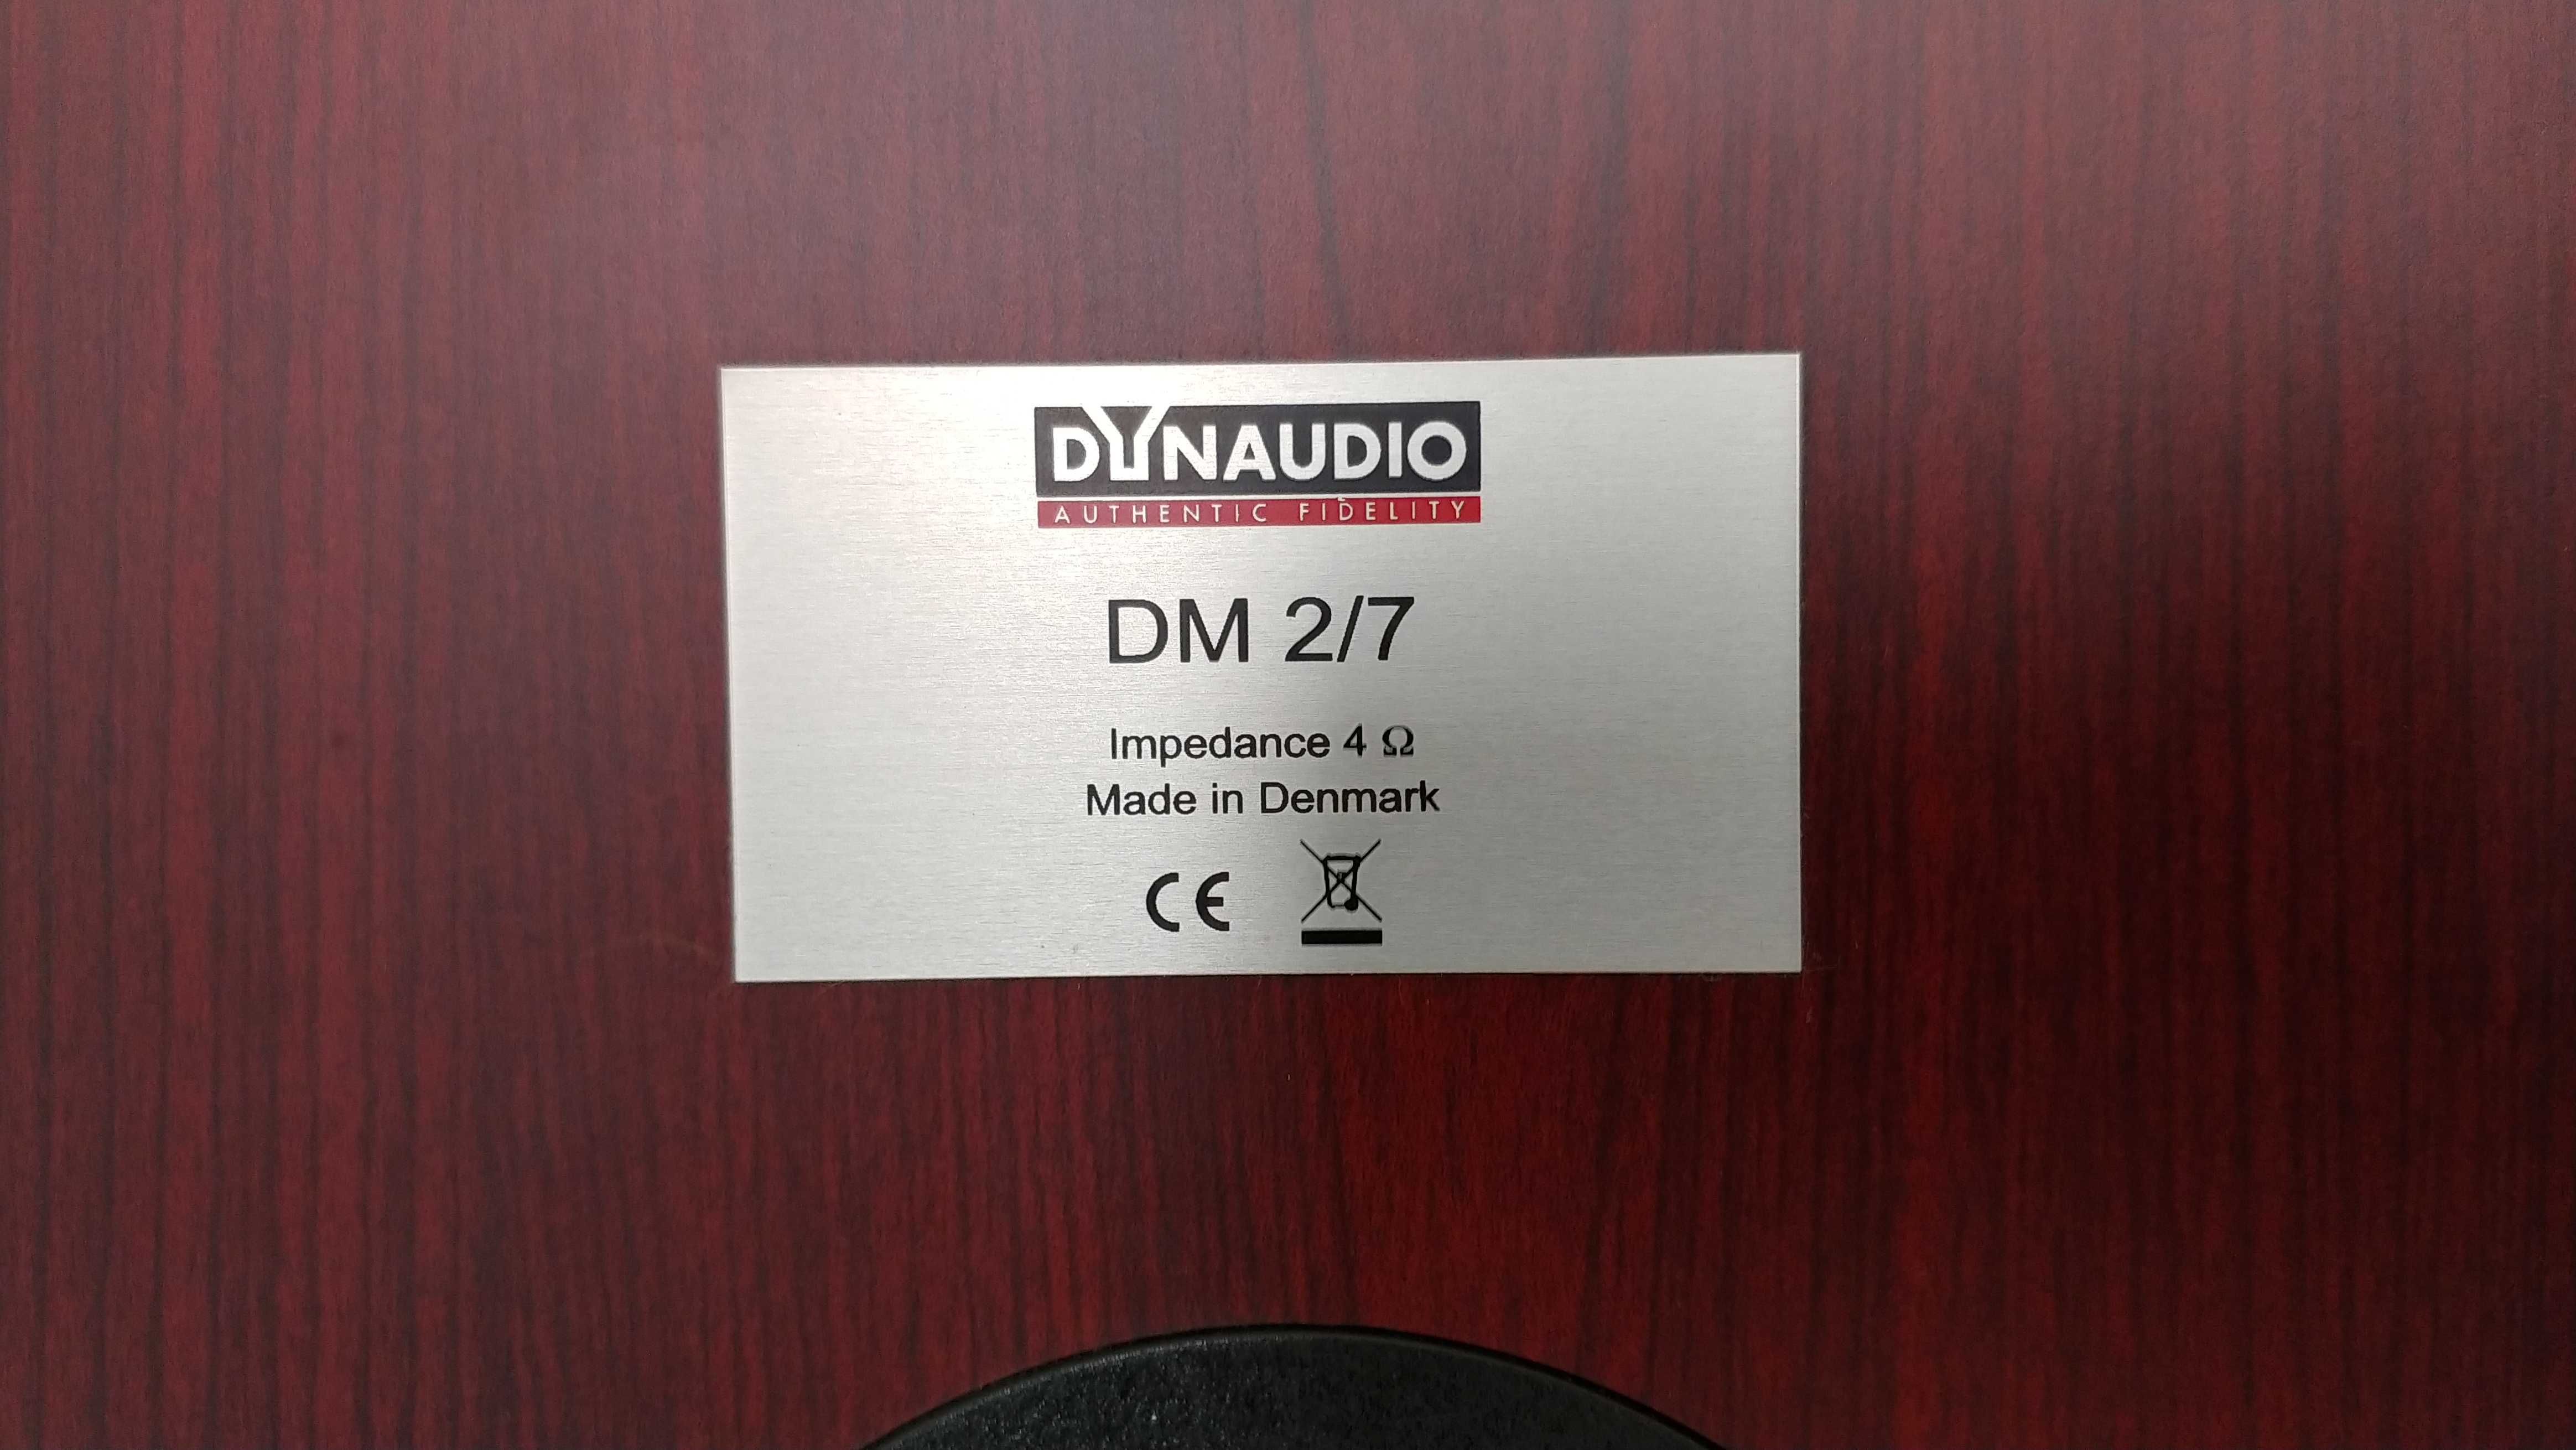 DYNAUDIO
AUTHENTIC FIDELITY
DM 2/7
Impedance 4 Ω
Made in Denmark
CE